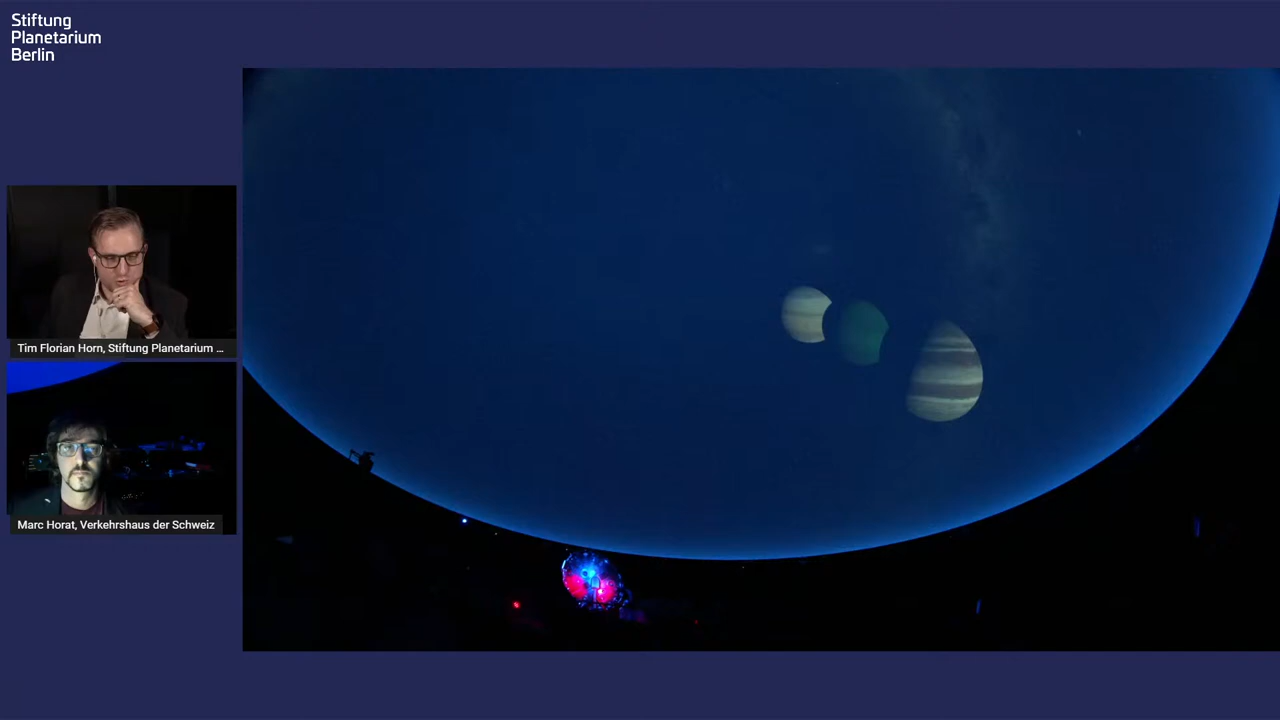 Stiftung
Planetarium
Berlin
Tim Florian Horn, Stiftung Planetarium ...
Marc Horat, Verkehrshaus der Schweiz